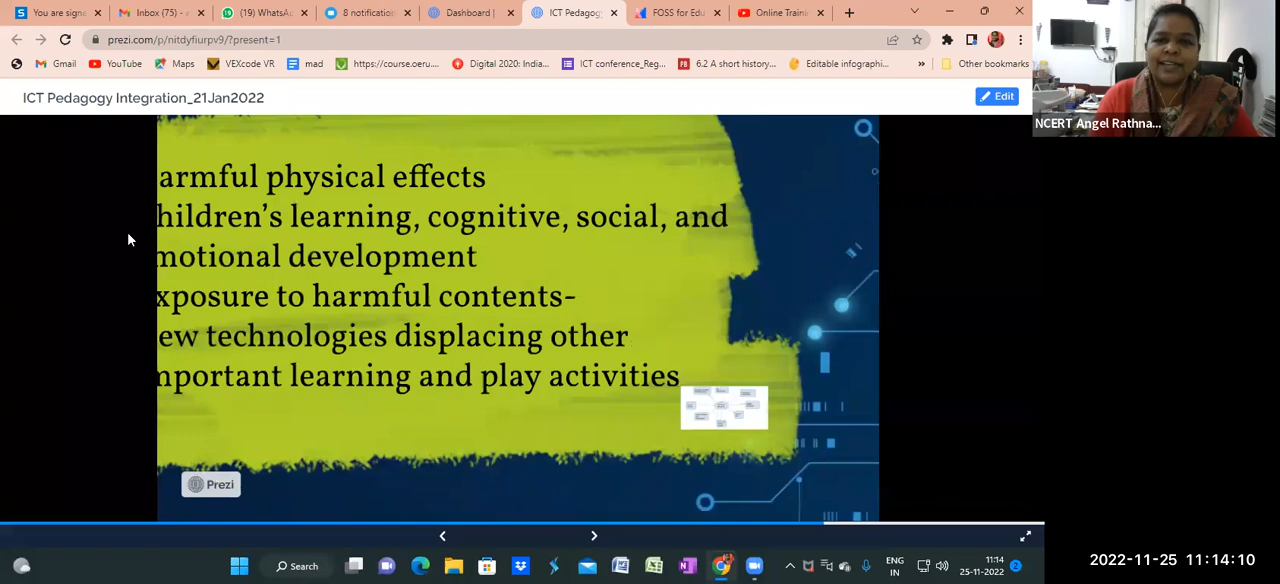 You are signe
Inbox (75) -
(19) WhatsA
8 notification
Dashboard |
ICT Pedagog
FOSS for Edu
Online Traini
prezi.com/p/nitdyfiurpv9/?present=1
Gmail
YouTube
Maps
VEXcode VR
mad
https://course.oeru....
Digital 2020: India...
ICT conference_Reg...
6.2 A short history...
Editable infographi...
»
Other bookmarks
ICT Pedagogy Integration_21Jan2022
Edit
NCERT Angel Rathna...
armful physical effects
hildren's learning, cognitive, social, and
motional development
xposure to harmful contents-
ew technologies displacing other
mportant learning and play activities
Prezi
Search
ENG
IN
11:14
25-11-2022
2
2022-11-25 11:14:10